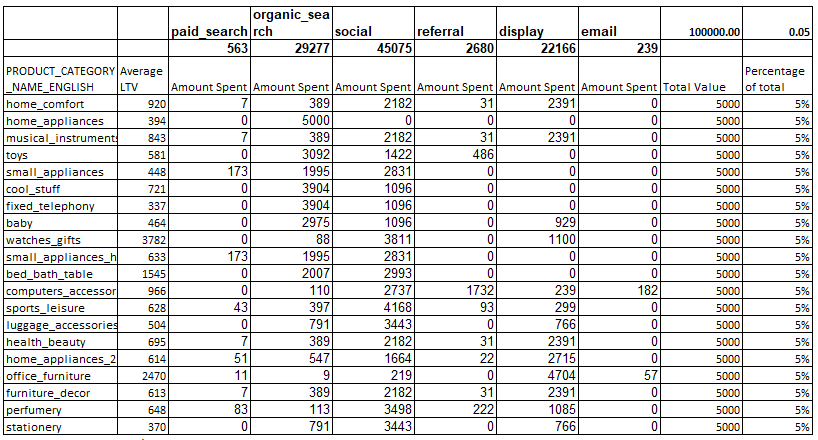 paid_search organic_sea rch social referral display email 100000.00 0.05
563 29277 45075 2680 22166 239
PRODUCT_CATEGORY _NAME_ENGLISH Average LTV Amount Spent Amount Spent Amount Spent Amount Spent Amount Spent Amount Spent Total Value Percentage of total
home_comfort 920 7 389 2182 31 2391 0 5000 5%
home_appliances 394 0 5000 0 0 0 0 5000 5%
musical_instruments 843 7 389 2182 31 2391 0 5000 5%
toys 581 0 3092 1422 486 0 0 5000 5%
small_appliances 448 173 1995 2831 0 0 0 5000 5%
cool_stuff 721 0 3904 1096 0 0 0 5000 5%
fixed_telephony 337 0 3904 1096 0 0 0 5000 5%
baby 464 0 2975 1096 0 929 0 5000 5%
watches_gifts 3782 0 88 3811 0 1100 0 5000 5%
small_appliances_h 633 173 1995 2831 0 0 0 5000 5%
bed_bath_table 1545 0 2007 2993 0 0 0 5000 5%
computers_accessor 966 0 110 2737 1732 239 182 5000 5%
sports_leisure 628 43 397 4168 93 299 0 5000 5%
luggage_accessories 504 0 791 3443 0 766 0 5000 5%
health_beauty 695 7 389 2182 31 2391 0 5000 5%
home_appliances_2 614 51 547 1664 22 2715 0 5000 5%
office_furniture 2470 11 9 219 0 4704 57 5000 5%
furniture_decor 613 7 389 2182 31 2391 0 5000 5%
perfumery 648 83 113 3498 222 1085 0 5000 5%
stationery 370 0 791 3443 0 766 0 5000 5%